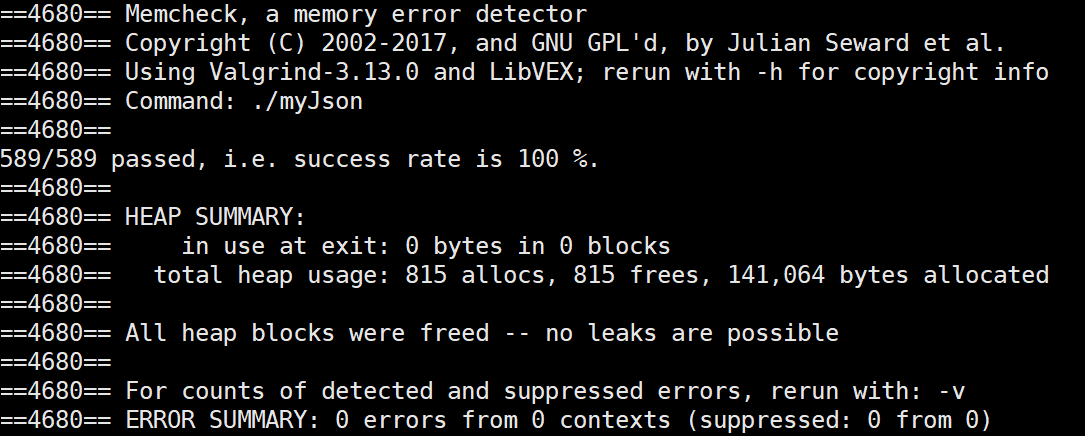 ==4680== Memcheck, a memory error detector
==4680== Copyright (C) 2002-2017, and GNU GPL'd, by Julian Seward et al.
==4680== Using Valgrind-3.13.0 and LibVEX; rerun with -h for copyright info
==4680== Command: ./myJson
==4680==
589/589 passed, i.e. success rate is 100 %.
==4680==
==4680== HEAP SUMMARY:
==4680==     in use at exit: 0 bytes in 0 blocks
==4680==   total heap usage: 815 allocs, 815 frees, 141,064 bytes allocated
==4680==
==4680== All heap blocks were freed -- no leaks are possible
==4680==
==4680== For counts of detected and suppressed errors, rerun with: -v
==4680== ERROR SUMMARY: 0 errors from 0 contexts (suppressed: 0 from 0)